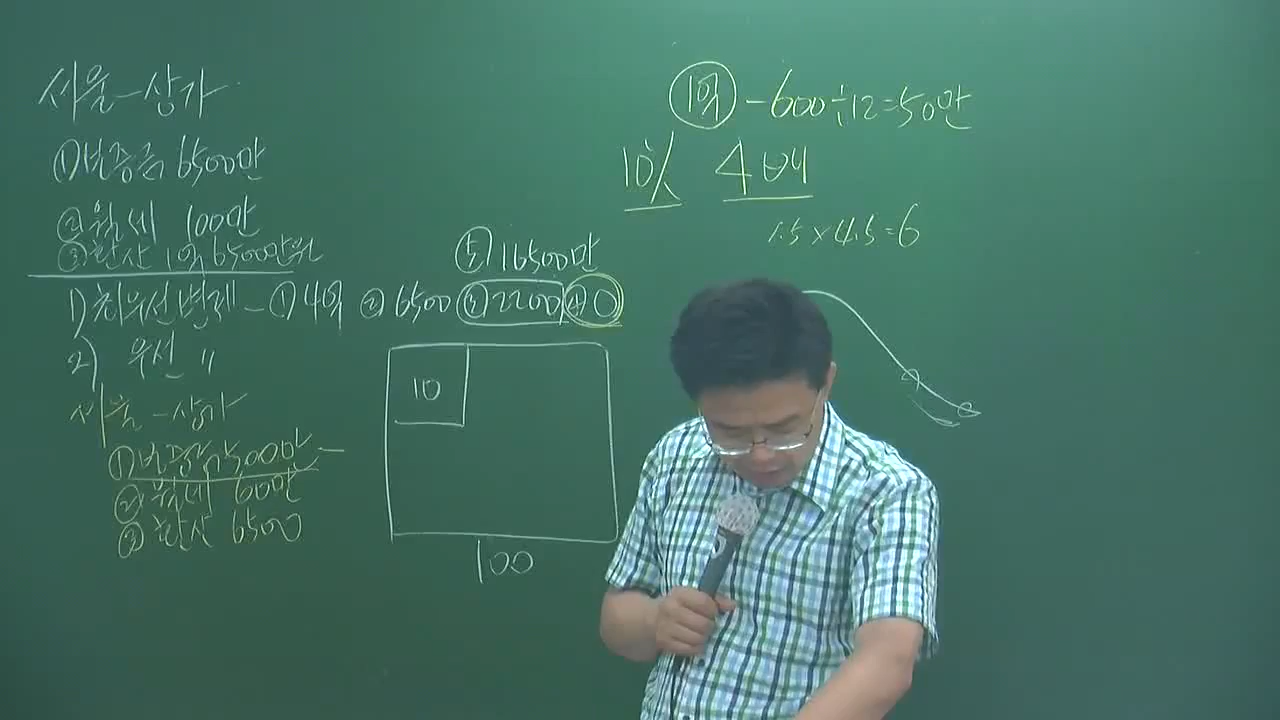 서울-상가
①보증금 6500만
②월세 100만
③환산 1억6500만원
⑤16500만
1)최우선변제-①4억 ②6500 ③2200 ④0
2) 우선 〃
서울-상가
①보증금 5000만 -
②월세 60만
③환산 6500
10
100
1억 -600÷12=50만
10% 4배
1.5×4.5=6